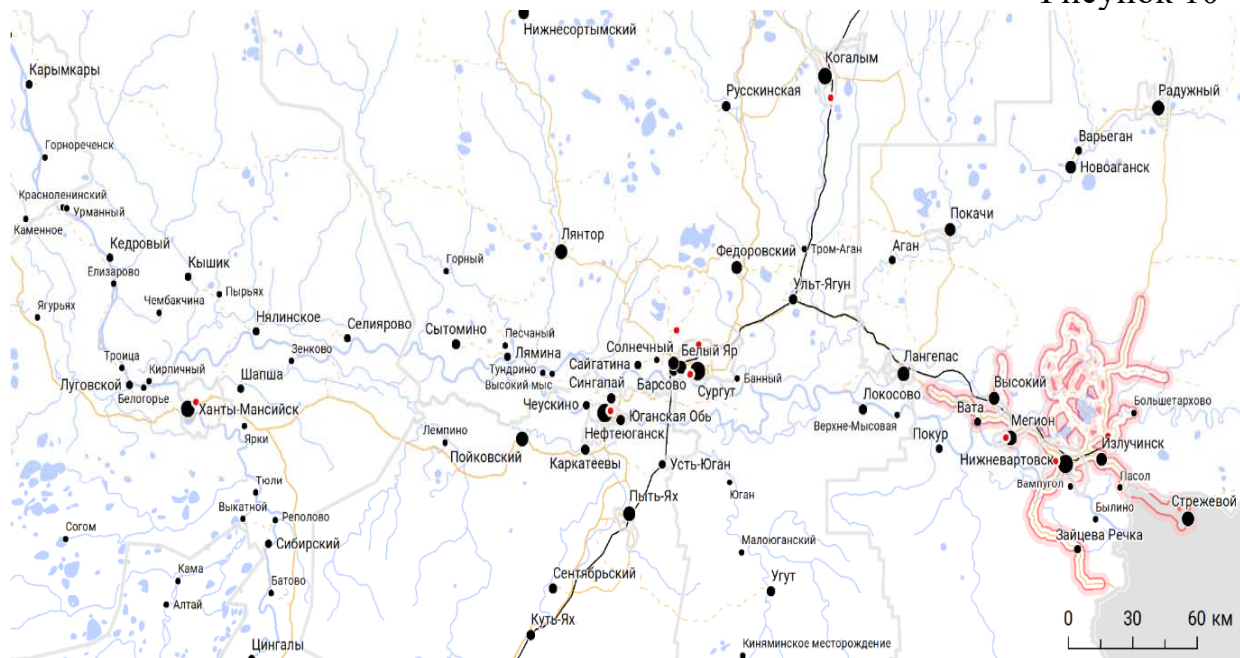 Рисунок 10
Нижнесортымский
Когалым
Карымкары
Русскинская
Радужный
Варьеган
Горнореченск
Новоаганск
Красноленинский
Урманный
Каменное
Покачи
Лянтор
Кедровый
Федоровский
Тром-Аган
Аган
Горный
Елизарово
Кышик
Пырьях
Ульт-Ягун
Чембакчина
Ягурьях
Нялинское
Селиярово
Сытомино
Песчаный
Зенково
Лямина
Солнечный
Белый Яр
Лангепас
Троица
Кирпичный
Тундрино
Сайгатина
Луговской
Белогорье
Шапша
Высокий мыс
Сингапай
Барсово
Сургут
Банный
Высокий
Локосово
Вата
Большетархово
Ханты-Мансийск
Чеускино
Юганская Обь
Верхне-Мысовая
Мегион
Ярки
Лемпино
Нефтеюганск
Покур
Излучинск
Пойковский
Каркатеевы
Нижневартовск
Усть-Юган
Тюли
Юган
Вампугол
Пасол
Выкатной
Реполово
Пыть-Ях
Былино
Стрежевой
Согом
Сибирский
Малоюганский
Зайцева Речка
Кама
Батово
Сентябрьский
Угут
Алтай
Куть-Ях
0 30 60 км
Цингалы
Киняминское месторождение